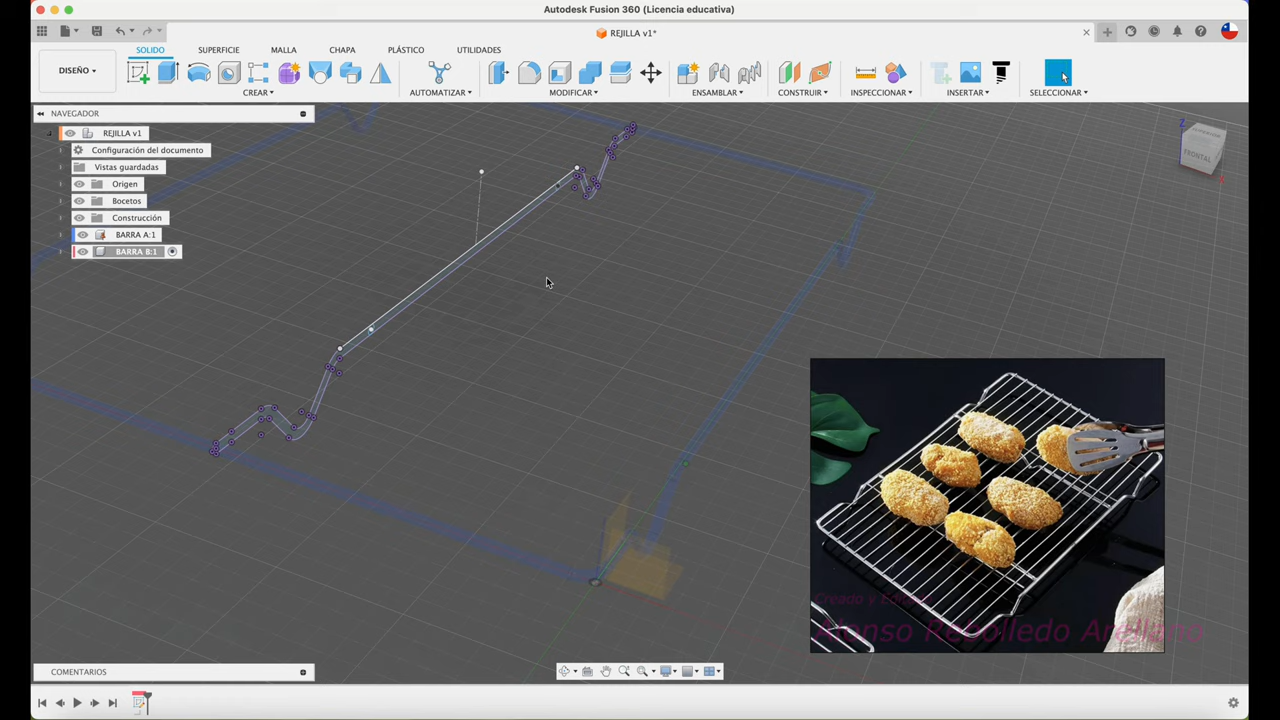 Autodesk Fusion 360 (Licencia educativa)
REJILLA v1*
SOLIDO SUPERFICIE MALLA CHAPA PLÁSTICO UTILIDADES
DISEÑO
CREAR AUTOMATIZAR MODIFICAR ENSAMBLAR CONSTRUIR INSPECCIONAR INSERTAR SELECCIONAR
NAVEGADOR
REJILLA v1
Configuración del documento
Vistas guardadas
Origen
Bocetos
Construcción
BARRA A:1
BARRA B:1
Z
FRONTAL
X
Creado y
Alonso Rebolledo Arellano
COMENTARIOS